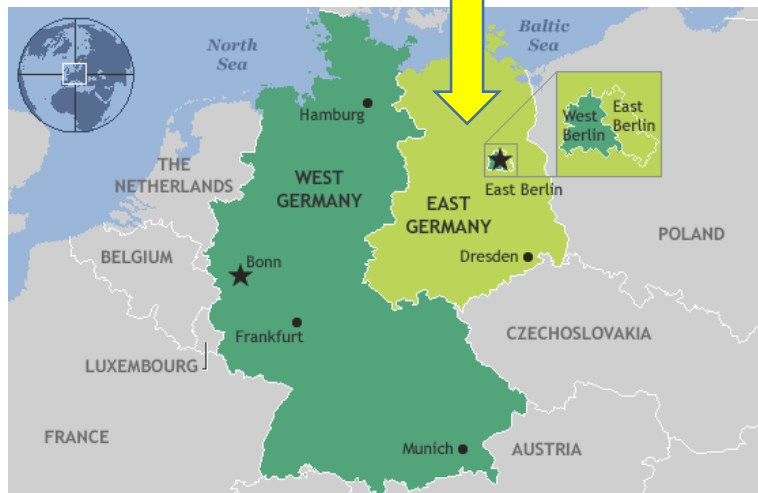 North
Sea
Baltic
Sea
Hamburg
West
Berlin
East
Berlin
THE
NETHERLANDS
WEST
GERMANY
East Berlin
EAST
GERMANY
POLAND
BELGIUM
Bonn
Dresden
Frankfurt
CZECHOSLOVAKIA
LUXEMBOURG
FRANCE
Munich
AUSTRIA